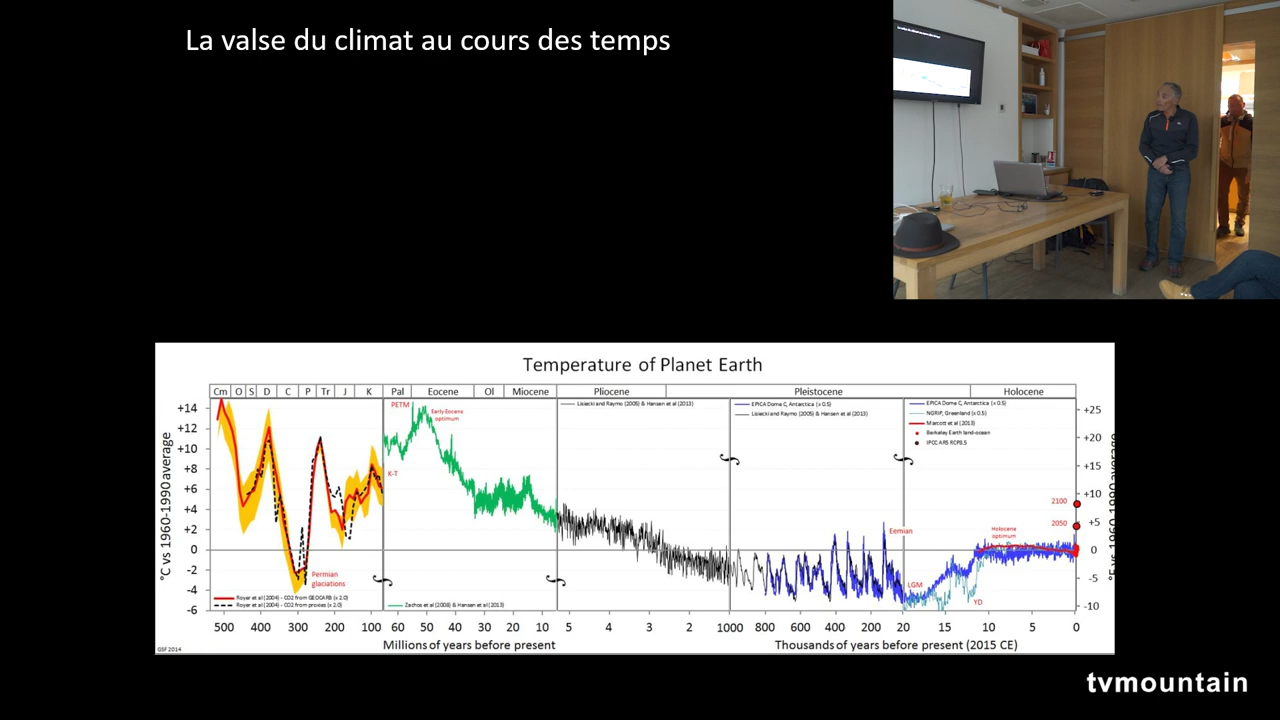 La valse du climat au cours des temps
Temperature of Planet Earth
Cm O S D C P Tr J K Pal Eocene Ol Miocene Pliocene Pleistocene Holocene
°C vs 1960-1990 average
+14
+12
+10
+8
+6
+4
+2
0
-2
-4
-6
PETM
Early Eocene
optimum
K-T
Permian
glaciations
Royer et al (2004) - CO2 from GEOCARB (x 2.0)
Royer et al (2004) - CO2 from proxies (x 2.0)
Zachos et al (2008) & Hansen et al (2013)
Lisiecki and Raymo (2005) & Hansen et al (2013)
EPICA Dome C, Antarctica (x 0.5)
Lisiecki and Raymo (2005) & Hansen et al (2013)
EPICA Dome C, Antarctica (x 0.5)
NGRIP, Greenland (x 0.5)
Marcott et al (2013)
Berkeley Earth land-ocean
IPCC AR5 RCP8.5
Eemian
LGM
YD
Holocene
optimum
2100
2050
+25
+20
+15
+10
+5
0
-5
-10
°F vs 1960-1990 average
500 400 300 200 100 60 50 40 30 20 10 5 4 3 2 1000 800 600 400 200 20 15 10 5 0
Millions of years before present
Thousands of years before present (2015 CE)
GSF 2014
tvmountain